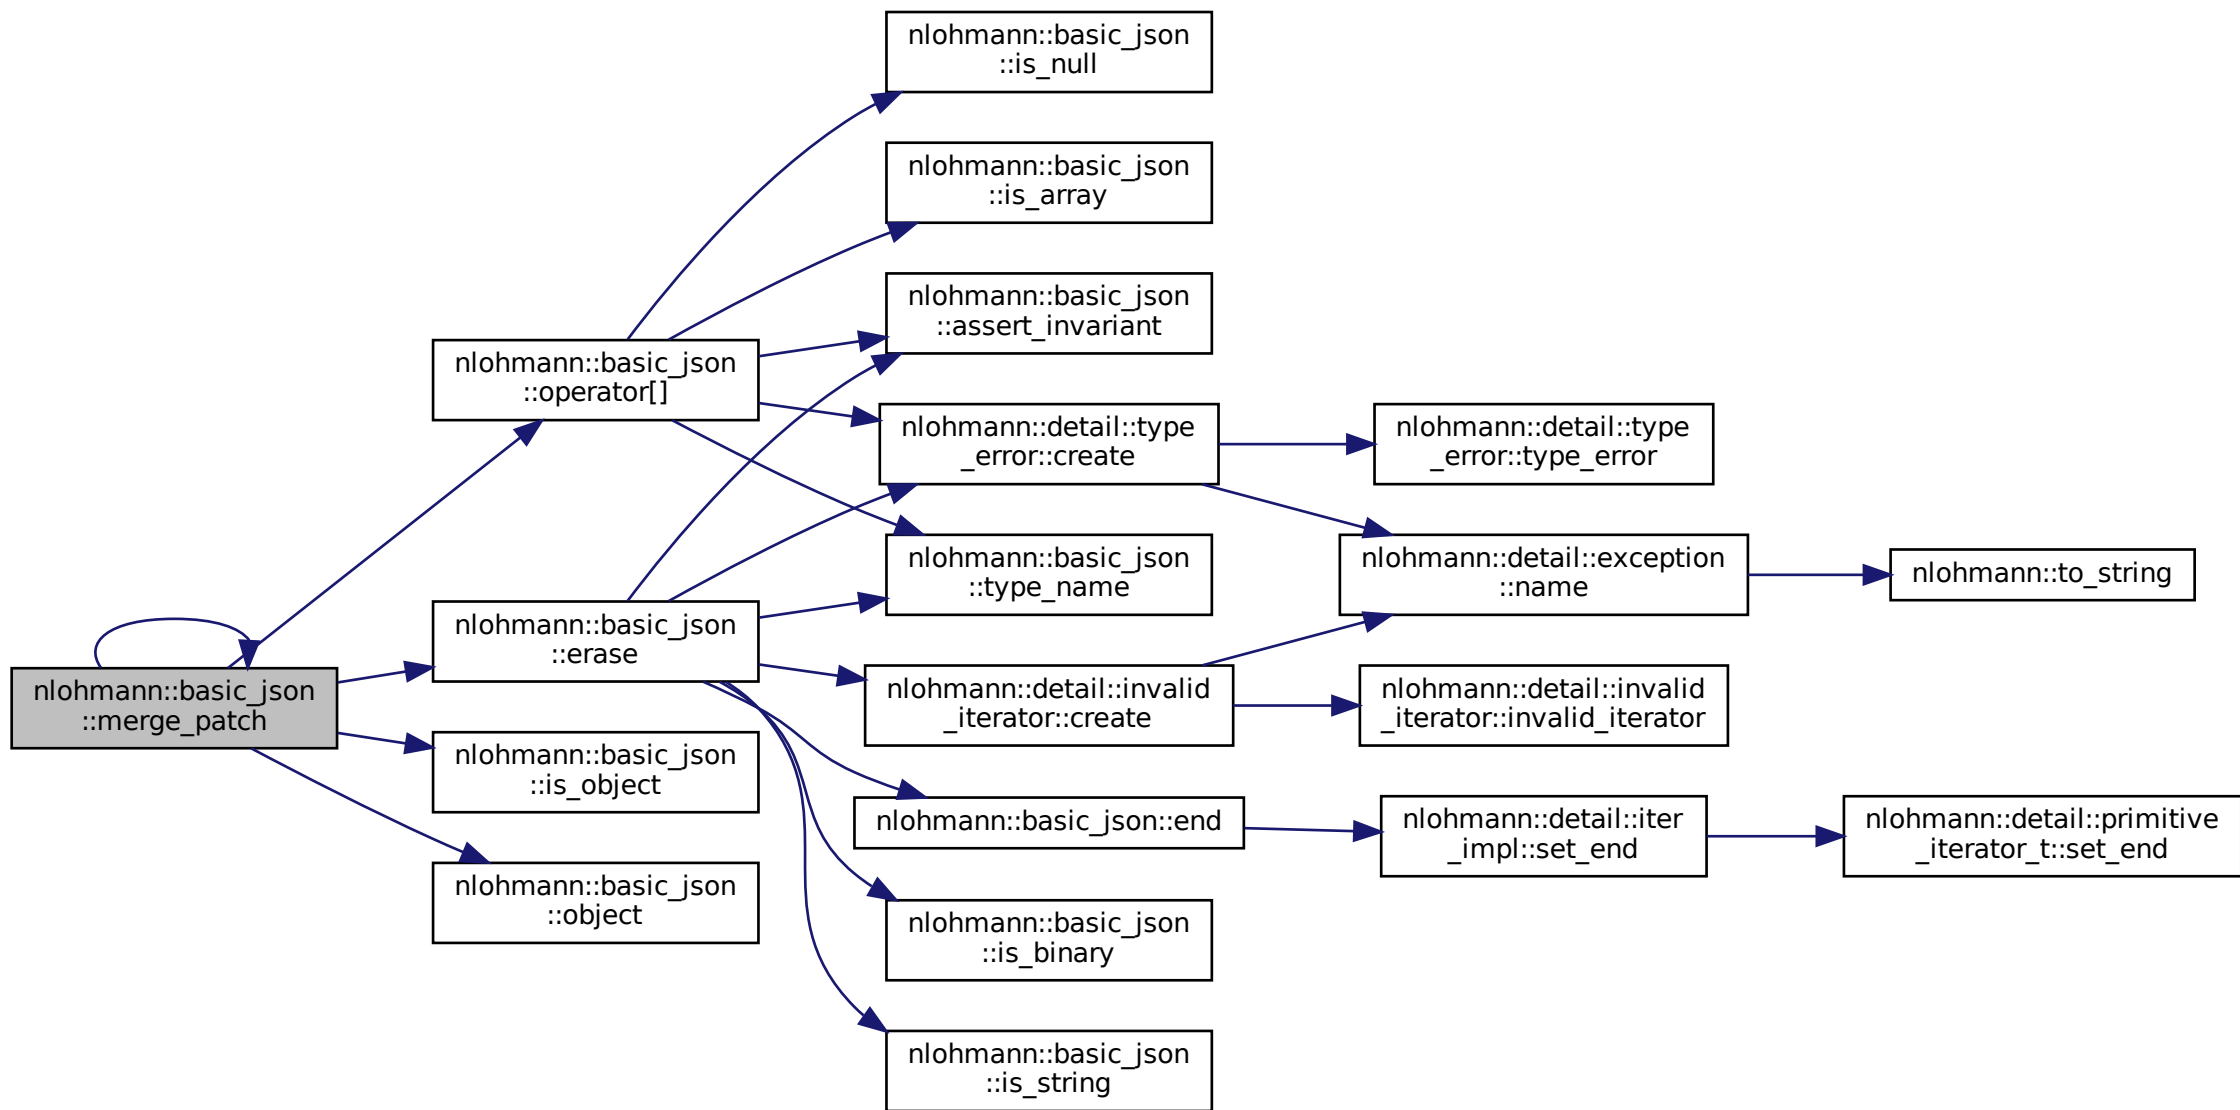 nlohmann::basic_json
::merge_patch
nlohmann::basic_json
::operator[]
nlohmann::basic_json
::erase
nlohmann::basic_json
::is_object
nlohmann::basic_json
::object
nlohmann::basic_json
::is_null
nlohmann::basic_json
::is_array
nlohmann::basic_json
::assert_invariant
nlohmann::detail::type
_error::create
nlohmann::basic_json
::type_name
nlohmann::detail::invalid
_iterator::create
nlohmann::basic_json::end
nlohmann::basic_json
::is_binary
nlohmann::basic_json
::is_string
nlohmann::detail::type
_error::type_error
nlohmann::detail::exception
::name
nlohmann::detail::invalid
_iterator::invalid_iterator
nlohmann::detail::iter
_impl::set_end
nlohmann::to_string
nlohmann::detail::primitive
_iterator_t::set_end